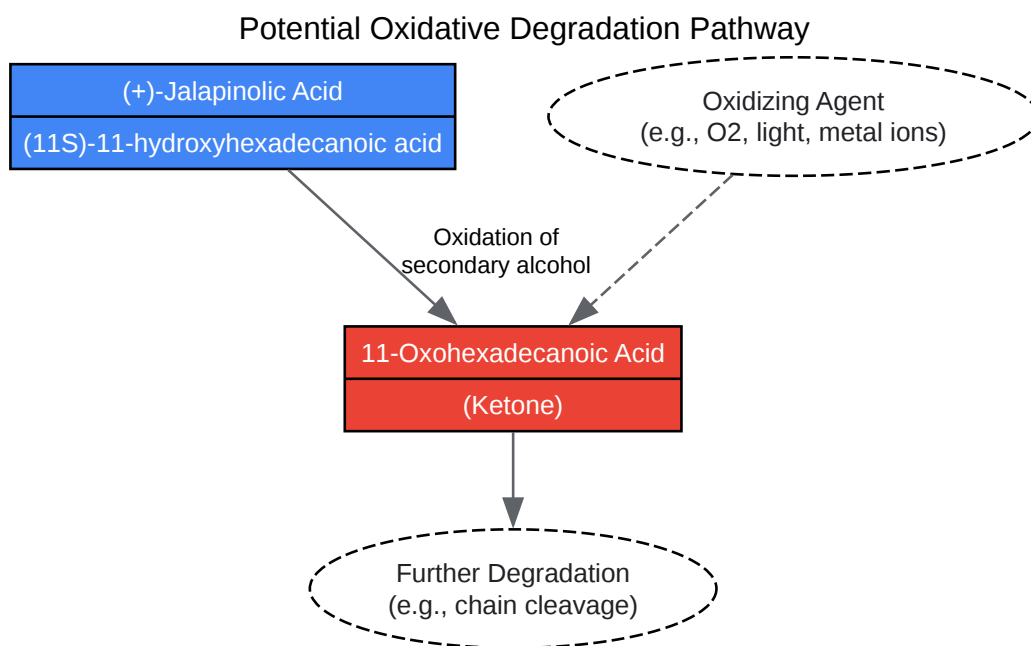 Potential Oxidative Degradation Pathway
(+)-Jalapinolic Acid
(11S)-11-hydroxyhexadecanoic acid
Oxidizing Agent
(e.g., O2, light, metal ions)
Oxidation of
secondary alcohol
11-Oxohexadecanoic Acid
(Ketone)
Further Degradation
(e.g., chain cleavage)